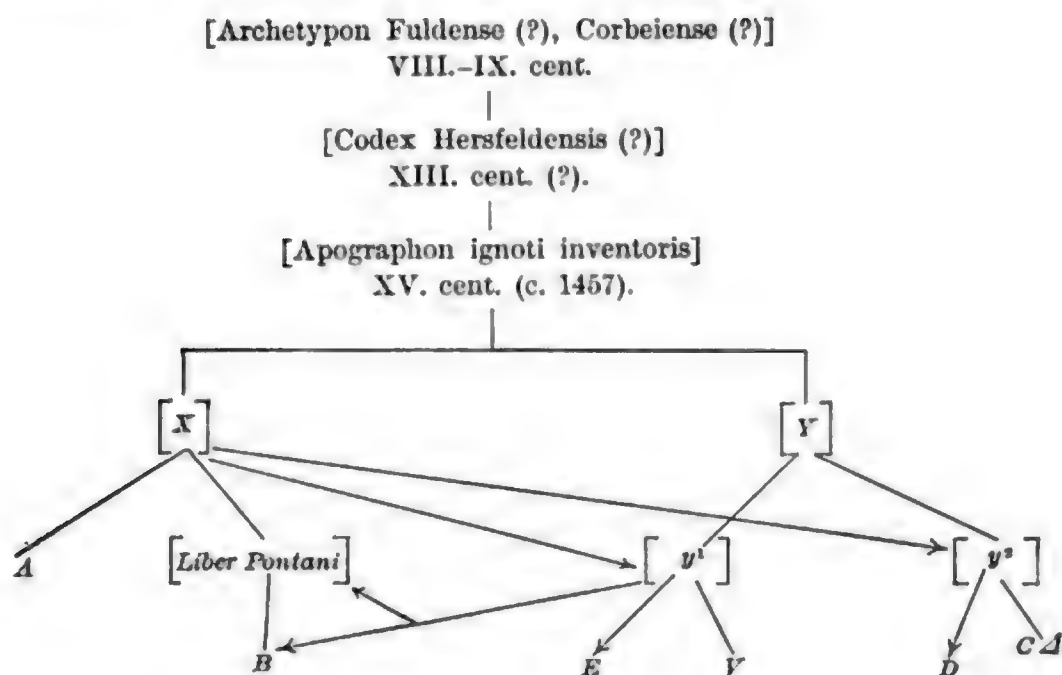 [Archetypon Fuldense (?), Corbeiense (?)]
VIII.–IX. cent.
[Codex Hersfeldensis (?)]
XIII. cent. (?).
[Apographon ignoti inventoris]
XV. cent. (c. 1457).
[X] [Y]
A [Liber Pontani] [y¹] [y²]
B E V D C Δ